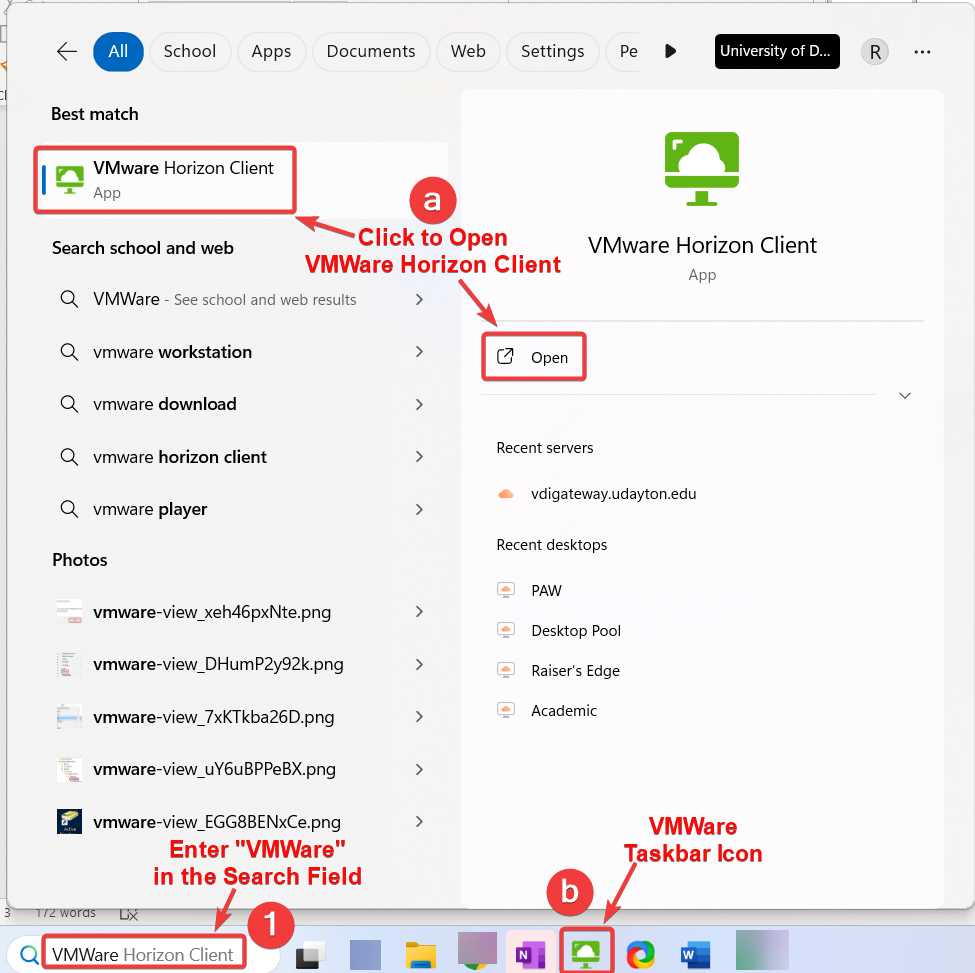 All School Apps Documents Web Settings Pe University of D... R
Best match
VMware Horizon Client
App
a
Click to Open
VMWare Horizon Client
Search school and web
VMWare - See school and web results
vmware workstation
vmware download
vmware horizon client
vmware player
Photos
vmware-view_xeh46pxNte.png
vmware-view_DHumP2y92k.png
vmware-view_7xKTkba26D.png
vmware-view_uY6uBPPeBX.png
vmware-view_EGG8BENxCe.png
Enter "VMWare"
in the Search Field
VMware Horizon Client
App
Open
Recent servers
vdigateway.udayton.edu
Recent desktops
PAW
Desktop Pool
Raiser's Edge
Academic
VMWare
Taskbar Icon
b
3 172 words
1
VMWare Horizon Client
N
W